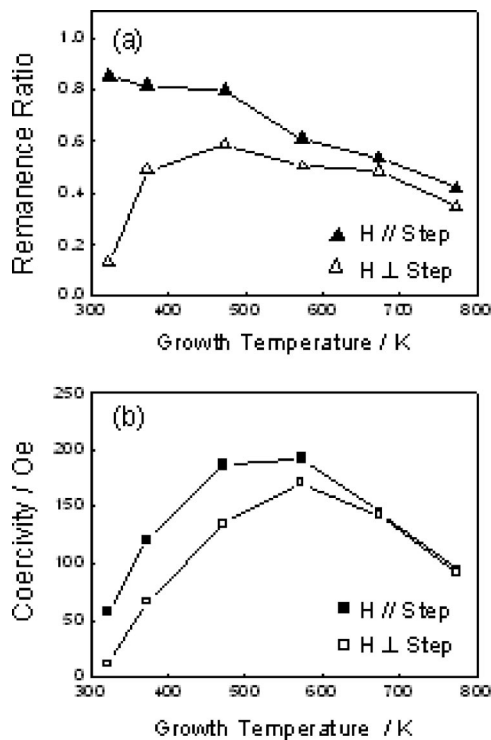 (a)
1.0
0.8
0.6
0.4
0.2
0.0
Remanence Ratio
▲ H // Step
△ H ⊥ Step
300 400 500 600 700 800
Growth Temperature / K
(b)
250
200
150
100
50
0
Coercivity / Oe
■ H // Step
□ H ⊥ Step
300 400 500 600 700 800
Growth Temperature / K